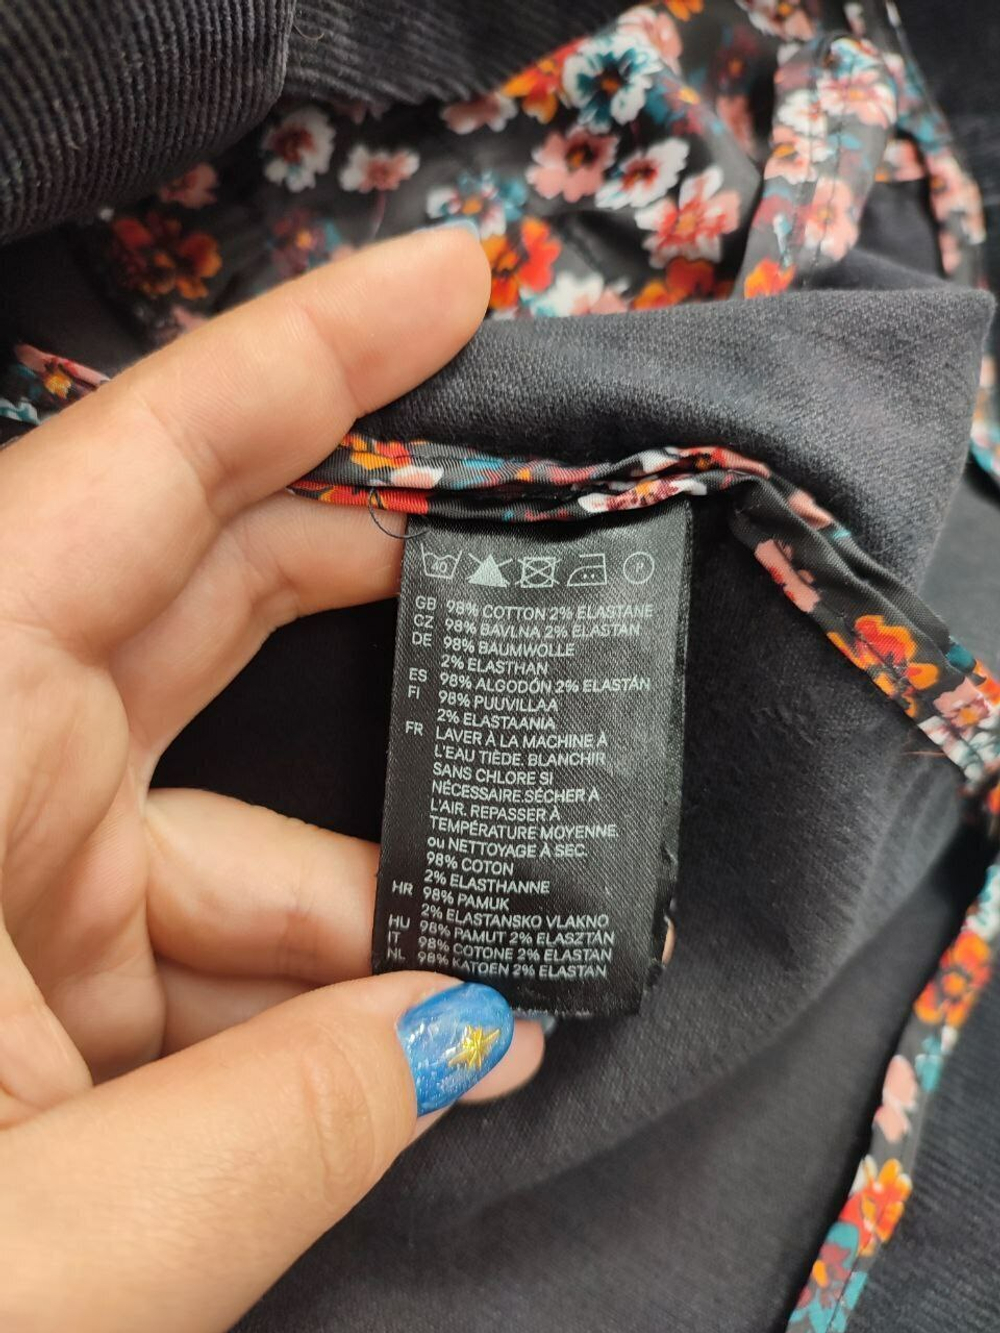 40 P
GB 98% COTTON 2% ELASTANE
CZ 98% BAVLNA 2% ELASTAN
DE 98% BAUMWOLLE
2% ELASTHAN
ES 98% ALGODÓN 2% ELASTÁN
FI 98% PUUVILLAA
2% ELASTAANIA
FR LAVER À LA MACHINE À
L'EAU TIÈDE. BLANCHIR
SANS CHLORE SI
NÉCESSAIRE.SÉCHER À
L'AIR. REPASSER À
TEMPÉRATURE MOYENNE.
ou NETTOYAGE À SEC.
98% COTON
2% ELASTHANNE
HR 98% PAMUK
2% ELASTANSKO VLAKNO
HU 98% PAMUT 2% ELASZTÁN
IT 98% COTONE 2% ELASTAN
NL 98% KATOEN 2% ELASTAN